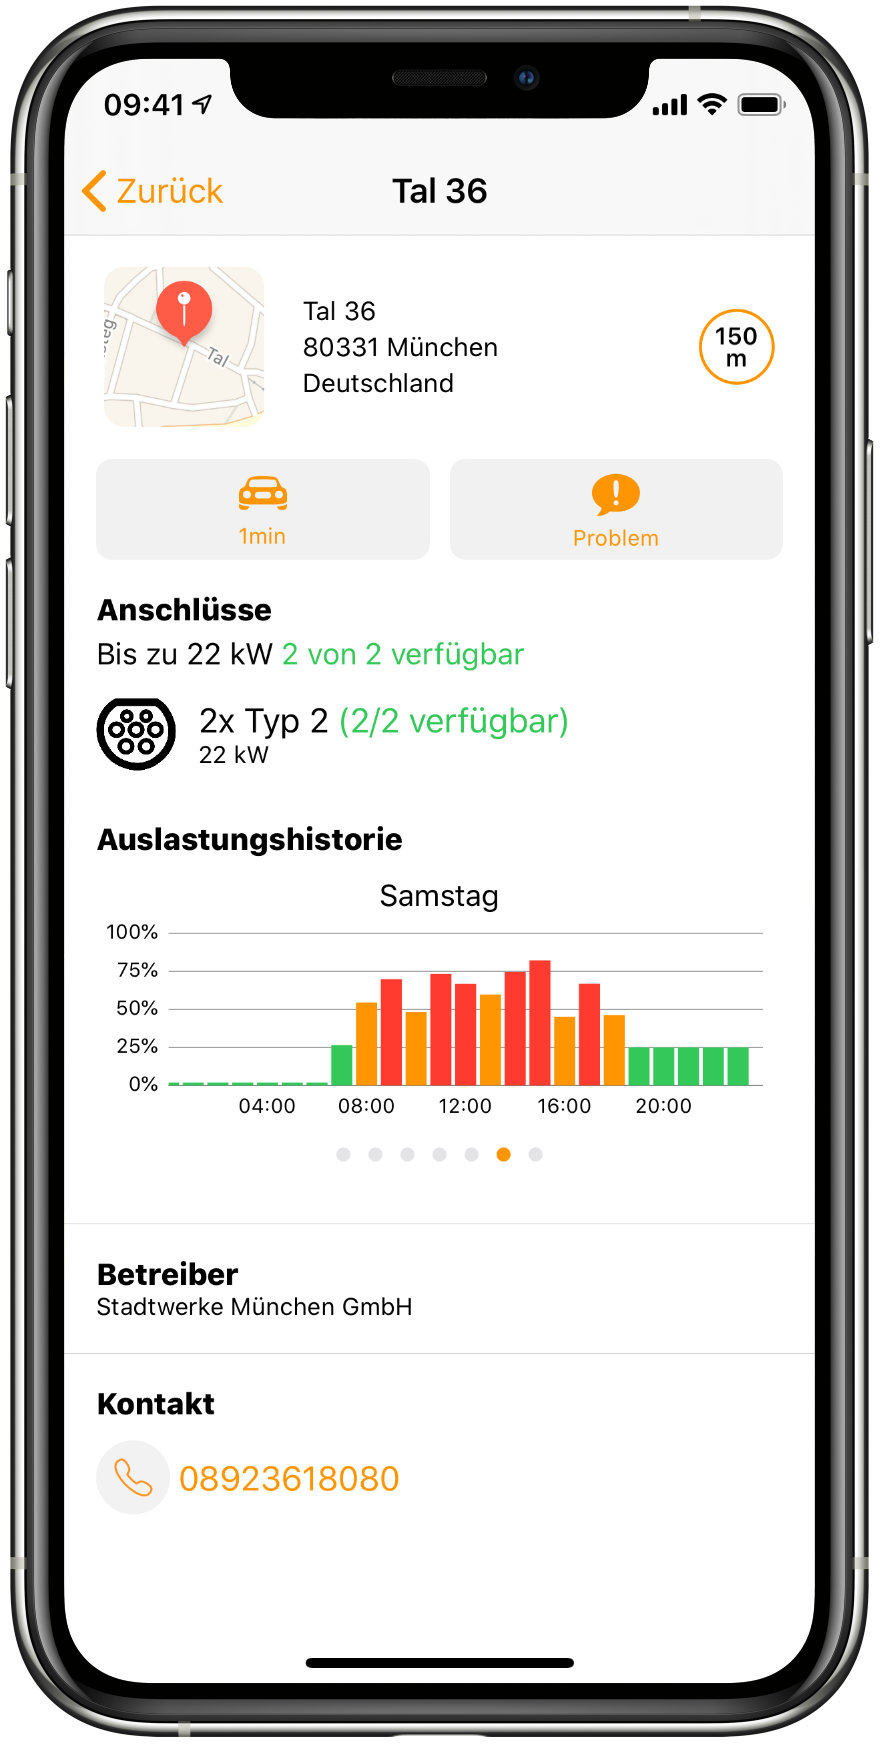 09:41
Zurück
Tal 36
Tal
Tal 36
80331 München
Deutschland
150
m
1min
Problem
Anschlüsse
Bis zu 22 kW 2 von 2 verfügbar
2x Typ 2 (2/2 verfügbar)
22 kW
Auslastungshistorie
Samstag
100%
75%
50%
25%
0%
04:00 08:00 12:00 16:00 20:00
Betreiber
Stadtwerke München GmbH
Kontakt
08923618080